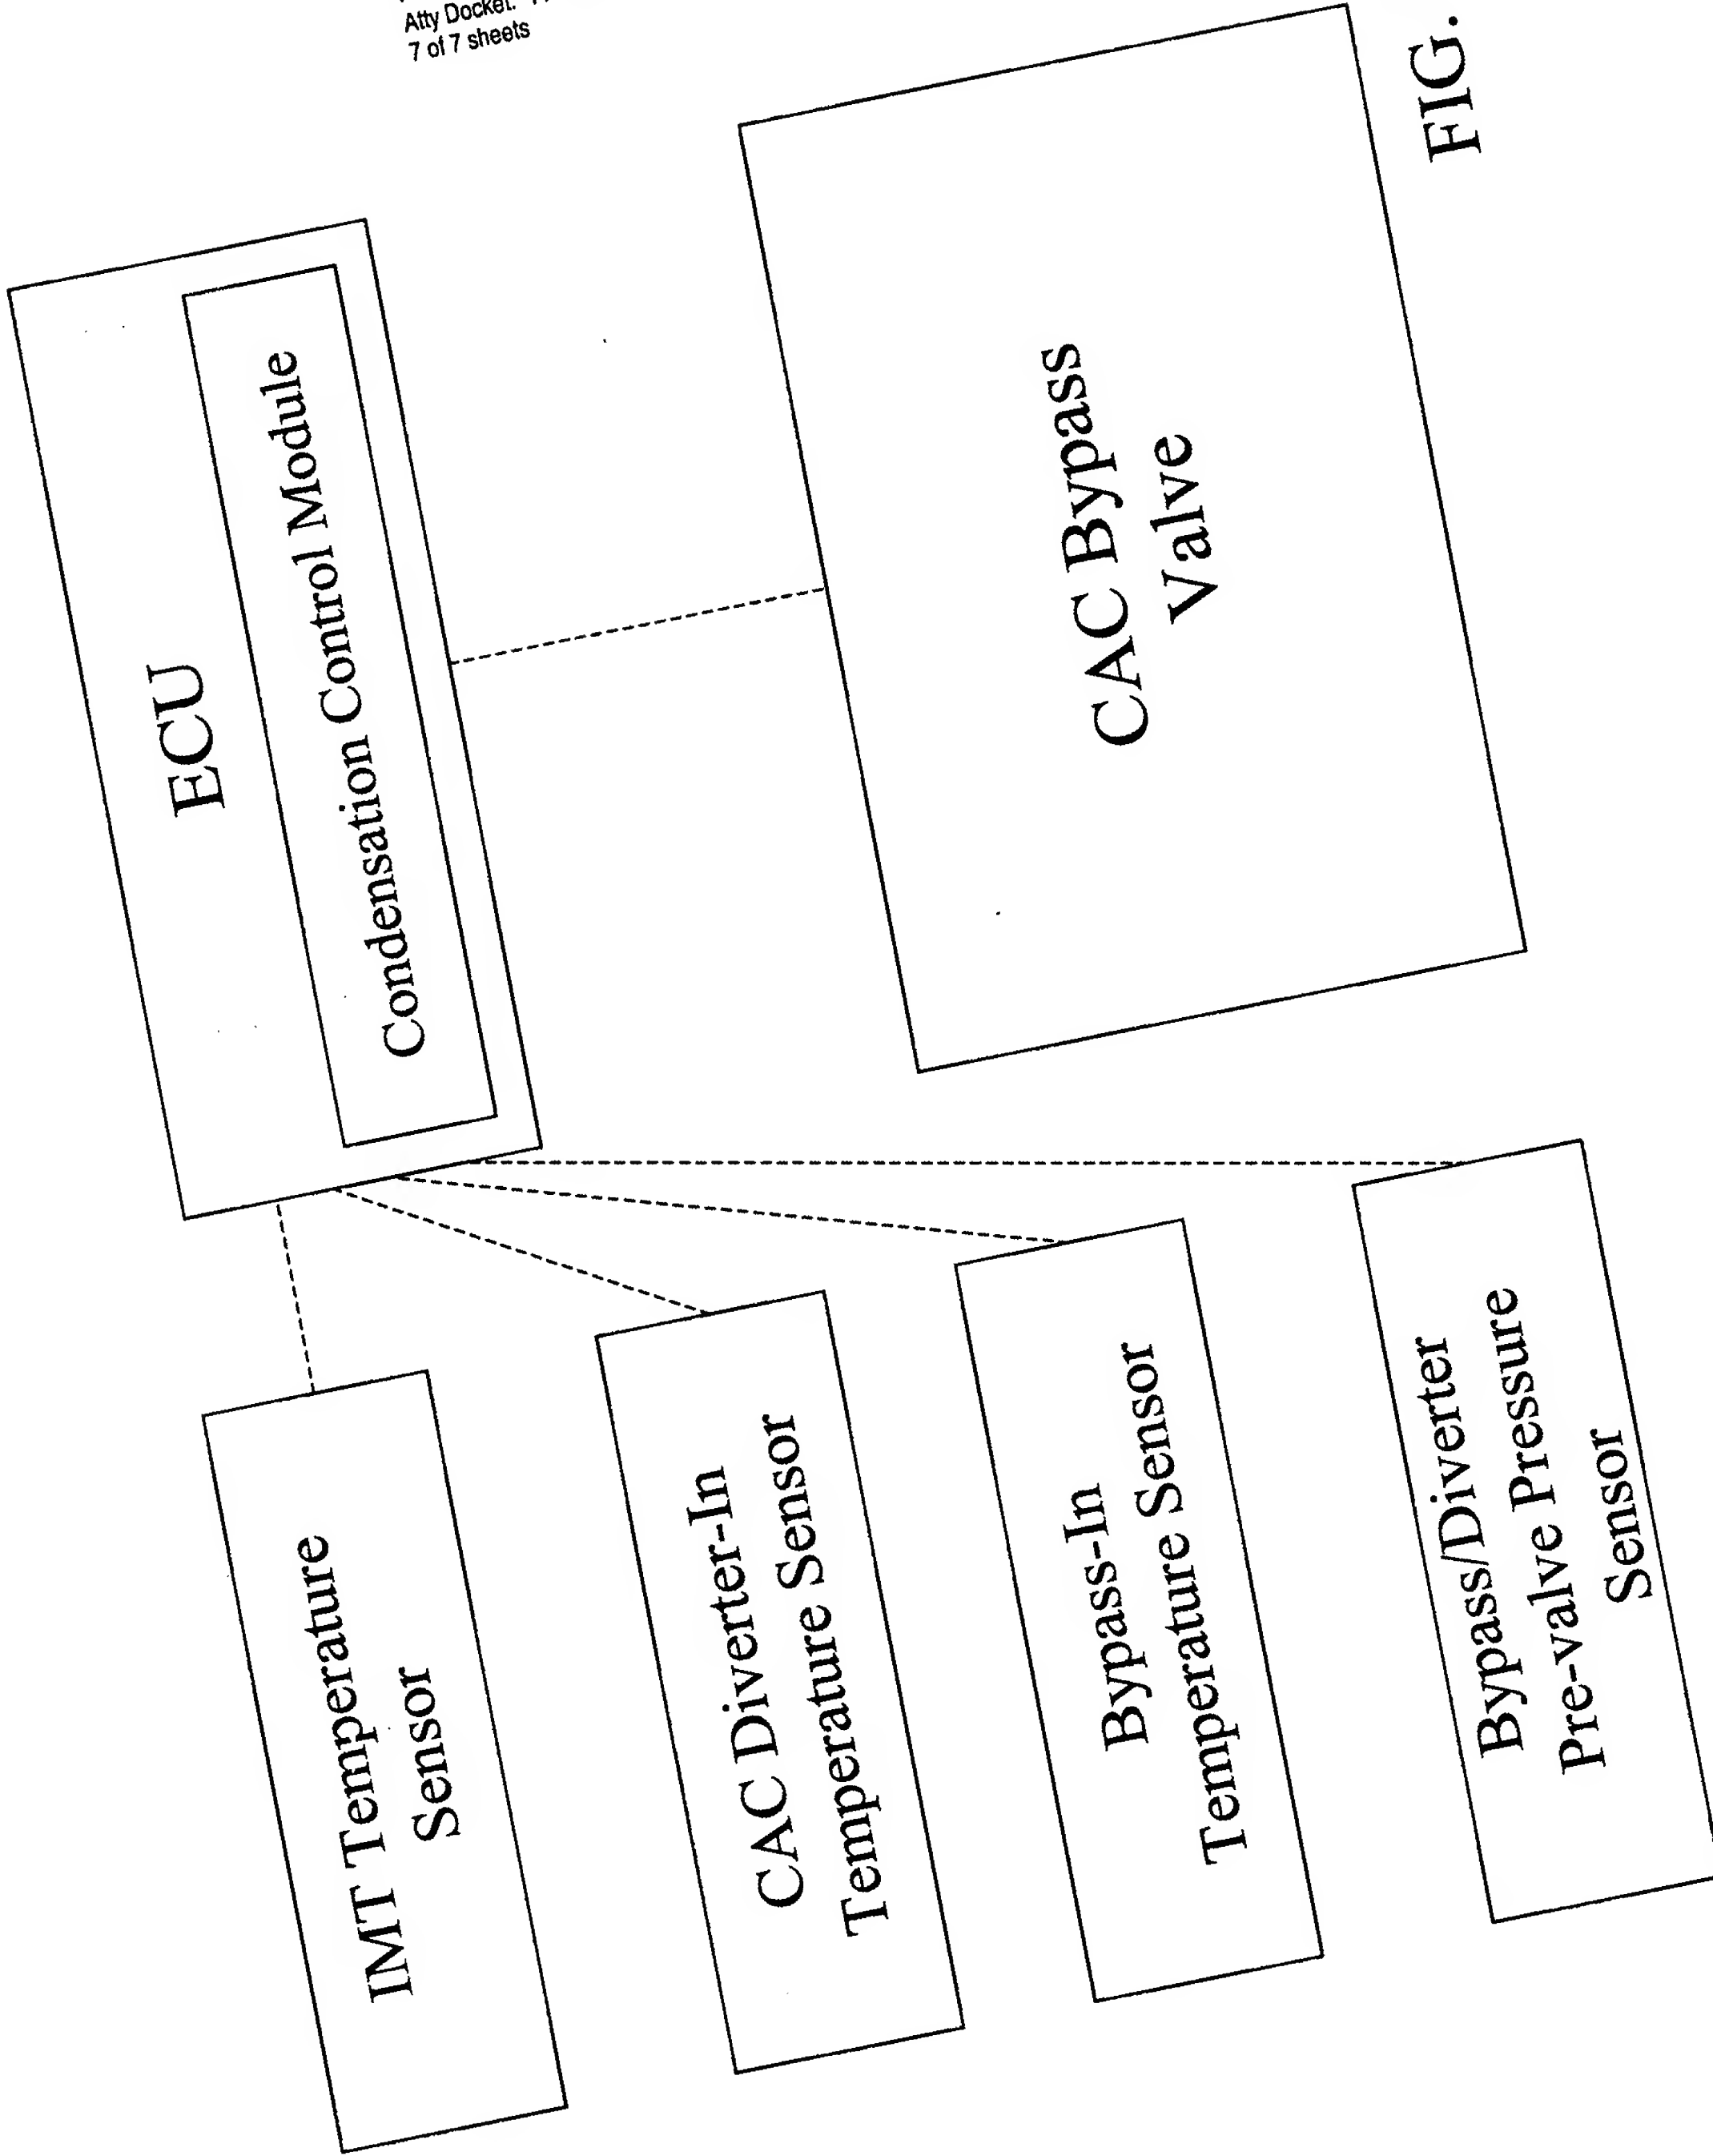 Atty Docket:
7 of 7 sheets
ECU
Condensation Control Module
IMT Temperature
Sensor
CAC Diverter-In
Temperature Sensor
Bypass-In
Temperature Sensor
Bypass/Diverter
Pre-valve Pressure
Sensor
CAC Bypass
Valve
FIG.